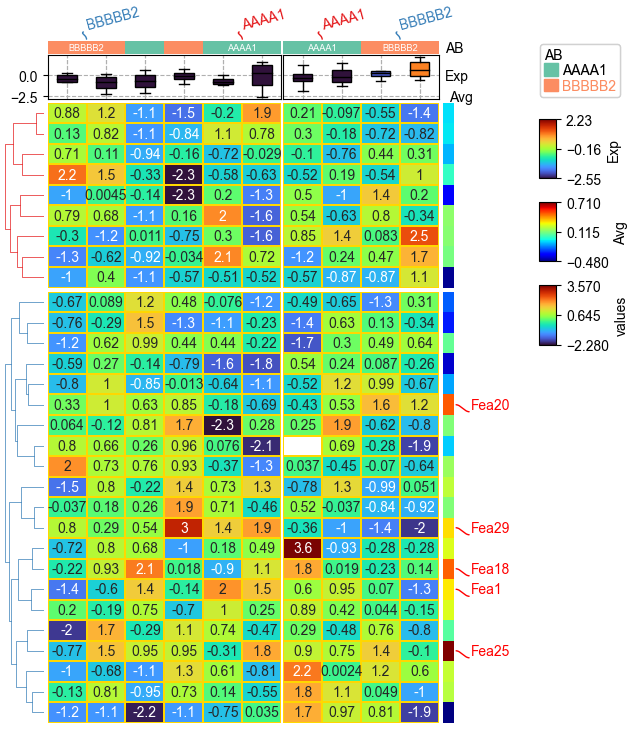 BBBBB2 AAAA1 AAAA1 BBBBB2
BBBBB2 AAAA1 AAAA1 BBBBB2 AB
0.0 Exp
−2.5 Avg
0.88 1.2 -1.1 -1.5 -0.2 1.9 0.21 -0.097 -0.55 -1.4
0.13 0.82 -1.1 -0.84 1.1 0.78 0.3 -0.18 -0.72 -0.82
0.71 0.11 -0.94 -0.16 -0.72 -0.029 -0.1 -0.76 0.44 0.31
2.2 1.5 -0.33 -2.3 -0.58 -0.63 -0.52 0.19 -0.54 1
-1 0.0045 -0.14 -2.3 0.2 -1.3 0.5 -1 1.4 0.2
0.79 0.68 -1.1 0.16 2 -1.6 0.54 -0.63 0.8 -0.34
-0.3 -1.2 0.011 -0.75 0.3 -1.6 0.85 1.4 0.083 2.5
-1.3 -0.62 -0.92 -0.034 2.1 0.72 -1.2 0.24 0.47 1.7
-1 0.4 -1.1 -0.57 -0.51 -0.52 -0.57 -0.87 -0.87 1.1
-0.67 0.089 1.2 0.48 -0.076 -1.2 -0.49 -0.65 -1.3 0.31
-0.76 -0.29 1.5 -1.3 -1.1 -0.23 -1.4 0.63 0.13 -0.34
-1.2 0.62 0.99 0.44 0.44 -0.22 -1.7 0.3 0.49 0.64
-0.59 0.27 -0.14 -0.79 -1.6 -1.8 0.54 0.24 0.087 -0.26
-0.8 1 -0.85 -0.013 -0.64 -1.1 -0.52 1.2 0.99 -0.67
0.33 1 0.63 0.85 -0.18 -0.69 -0.43 0.53 1.6 1.2 Fea20
0.064 -0.12 0.81 1.7 -2.3 0.28 0.25 1.9 -0.62 -0.8
0.8 0.66 0.26 0.96 0.076 -2.1 0.69 -0.28 -1.9
2 0.73 0.76 0.93 -0.37 -1.3 0.037 -0.45 -0.07 -0.64
-1.5 0.8 -0.22 1.4 0.73 1.3 -0.78 1.3 -0.99 0.051
-0.037 0.18 0.26 1.9 0.71 -0.46 0.52 -0.037 -0.84 -0.92
0.8 0.29 0.54 3 1.4 1.9 -0.36 -1 -1.4 -2 Fea29
-0.72 0.8 0.68 -1 0.18 0.49 3.6 -0.93 -0.28 -0.28
-0.22 0.93 2.1 0.018 -0.9 1.1 1.8 0.019 -0.23 0.14 Fea18
-1.4 -0.6 1.4 -0.14 2 1.5 0.6 0.95 0.07 -1.3 Fea1
0.2 -0.19 0.75 -0.7 1 0.25 0.89 0.42 0.044 -0.15
-2 1.7 -0.29 1.1 0.74 -0.47 0.29 -0.48 0.76 -0.8
-0.77 1.5 0.95 0.95 -0.31 1.8 0.9 0.75 1.4 -0.1 Fea25
-1 -0.68 -1.1 1.3 0.61 -0.81 2.2 0.0024 1.2 0.6
-0.13 0.81 -0.95 0.73 0.14 -0.55 1.8 1.1 0.049 -1
-1.2 -1.1 -2.2 -1.1 -0.75 0.035 1.7 0.97 0.81 -1.9
AB
AAAA1
BBBBB2
2.23
−0.16
−2.55
Exp
0.710
0.115
−0.480
Avg
3.570
0.645
−2.280
values